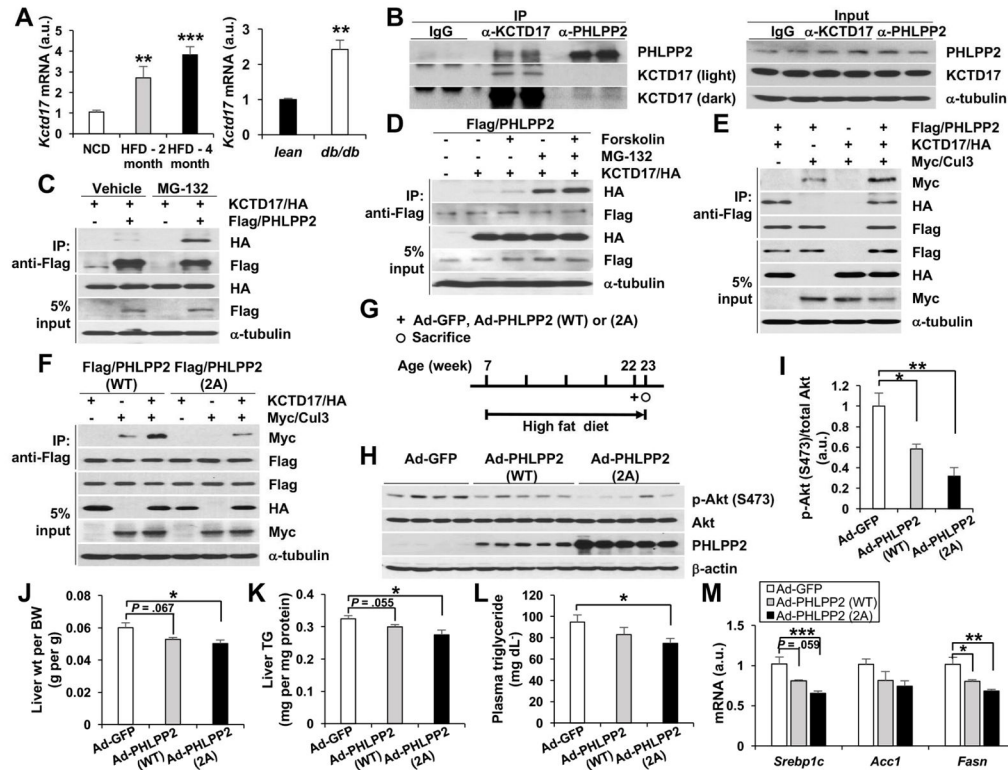 A
Kctd17 mRNA (a.u.)
5
4
3
2
1
0
**
***
NCD
HFD - 2 month
HFD - 4 month
Kctd17 mRNA (a.u.)
3
2
1
0
**
lean
db/db
B
IP
IgG
α-KCTD17
α-PHLPP2
PHLPP2
KCTD17 (light)
KCTD17 (dark)
Input
IgG
α-KCTD17
α-PHLPP2
PHLPP2
KCTD17
α-tubulin
C
Vehicle
MG-132
+ + + + KCTD17/HA
- + - + Flag/PHLPP2
IP: anti-Flag
HA
Flag
5% input
HA
Flag
α-tubulin
D
Flag/PHLPP2
- - + - + Forskolin
- - - + + MG-132
- + + + + KCTD17/HA
IP: anti-Flag
HA
Flag
5% input
HA
Flag
α-tubulin
E
+ + - + Flag/PHLPP2
+ - + + KCTD17/HA
- + + + Myc/Cul3
IP: anti-Flag
Myc
HA
Flag
5% input
Flag
HA
Myc
α-tubulin
F
Flag/PHLPP2 (WT)
Flag/PHLPP2 (2A)
+ - + + - + KCTD17/HA
- + + - + + Myc/Cul3
IP: anti-Flag
Myc
Flag
5% input
Flag
HA
Myc
α-tubulin
G
+ Ad-GFP, Ad-PHLPP2 (WT) or (2A)
Sacrifice
Age (week)
7
22 23
+
High fat diet
H
Ad-GFP
Ad-PHLPP2 (WT)
Ad-PHLPP2 (2A)
p-Akt (S473)
Akt
PHLPP2
β-actin
I
p-Akt (S473)/total Akt (a.u.)
1.2
1
0.8
0.6
0.4
0.2
0
*
**
Ad-GFP
Ad-PHLPP2 (WT)
Ad-PHLPP2 (2A)
J
Liver wt per BW (g per g)
0.08
0.06
0.04
0.02
0
P = .067
*
Ad-GFP
Ad-PHLPP2 (WT)
Ad-PHLPP2 (2A)
K
Liver TG (mg per mg protein)
0.4
0.3
0.2
0.1
0
P = .055
*
Ad-GFP
Ad-PHLPP2 (WT)
Ad-PHLPP2 (2A)
L
Plasma triglyceride (mg dL-)
120
100
80
60
40
20
0
*
Ad-GFP
Ad-PHLPP2 (WT)
Ad-PHLPP2 (2A)
M
Ad-GFP
Ad-PHLPP2 (WT)
Ad-PHLPP2 (2A)
mRNA (a.u.)
1.5
1
0.5
0
***
P = .059
**
*
Srebp1c
Acc1
Fasn